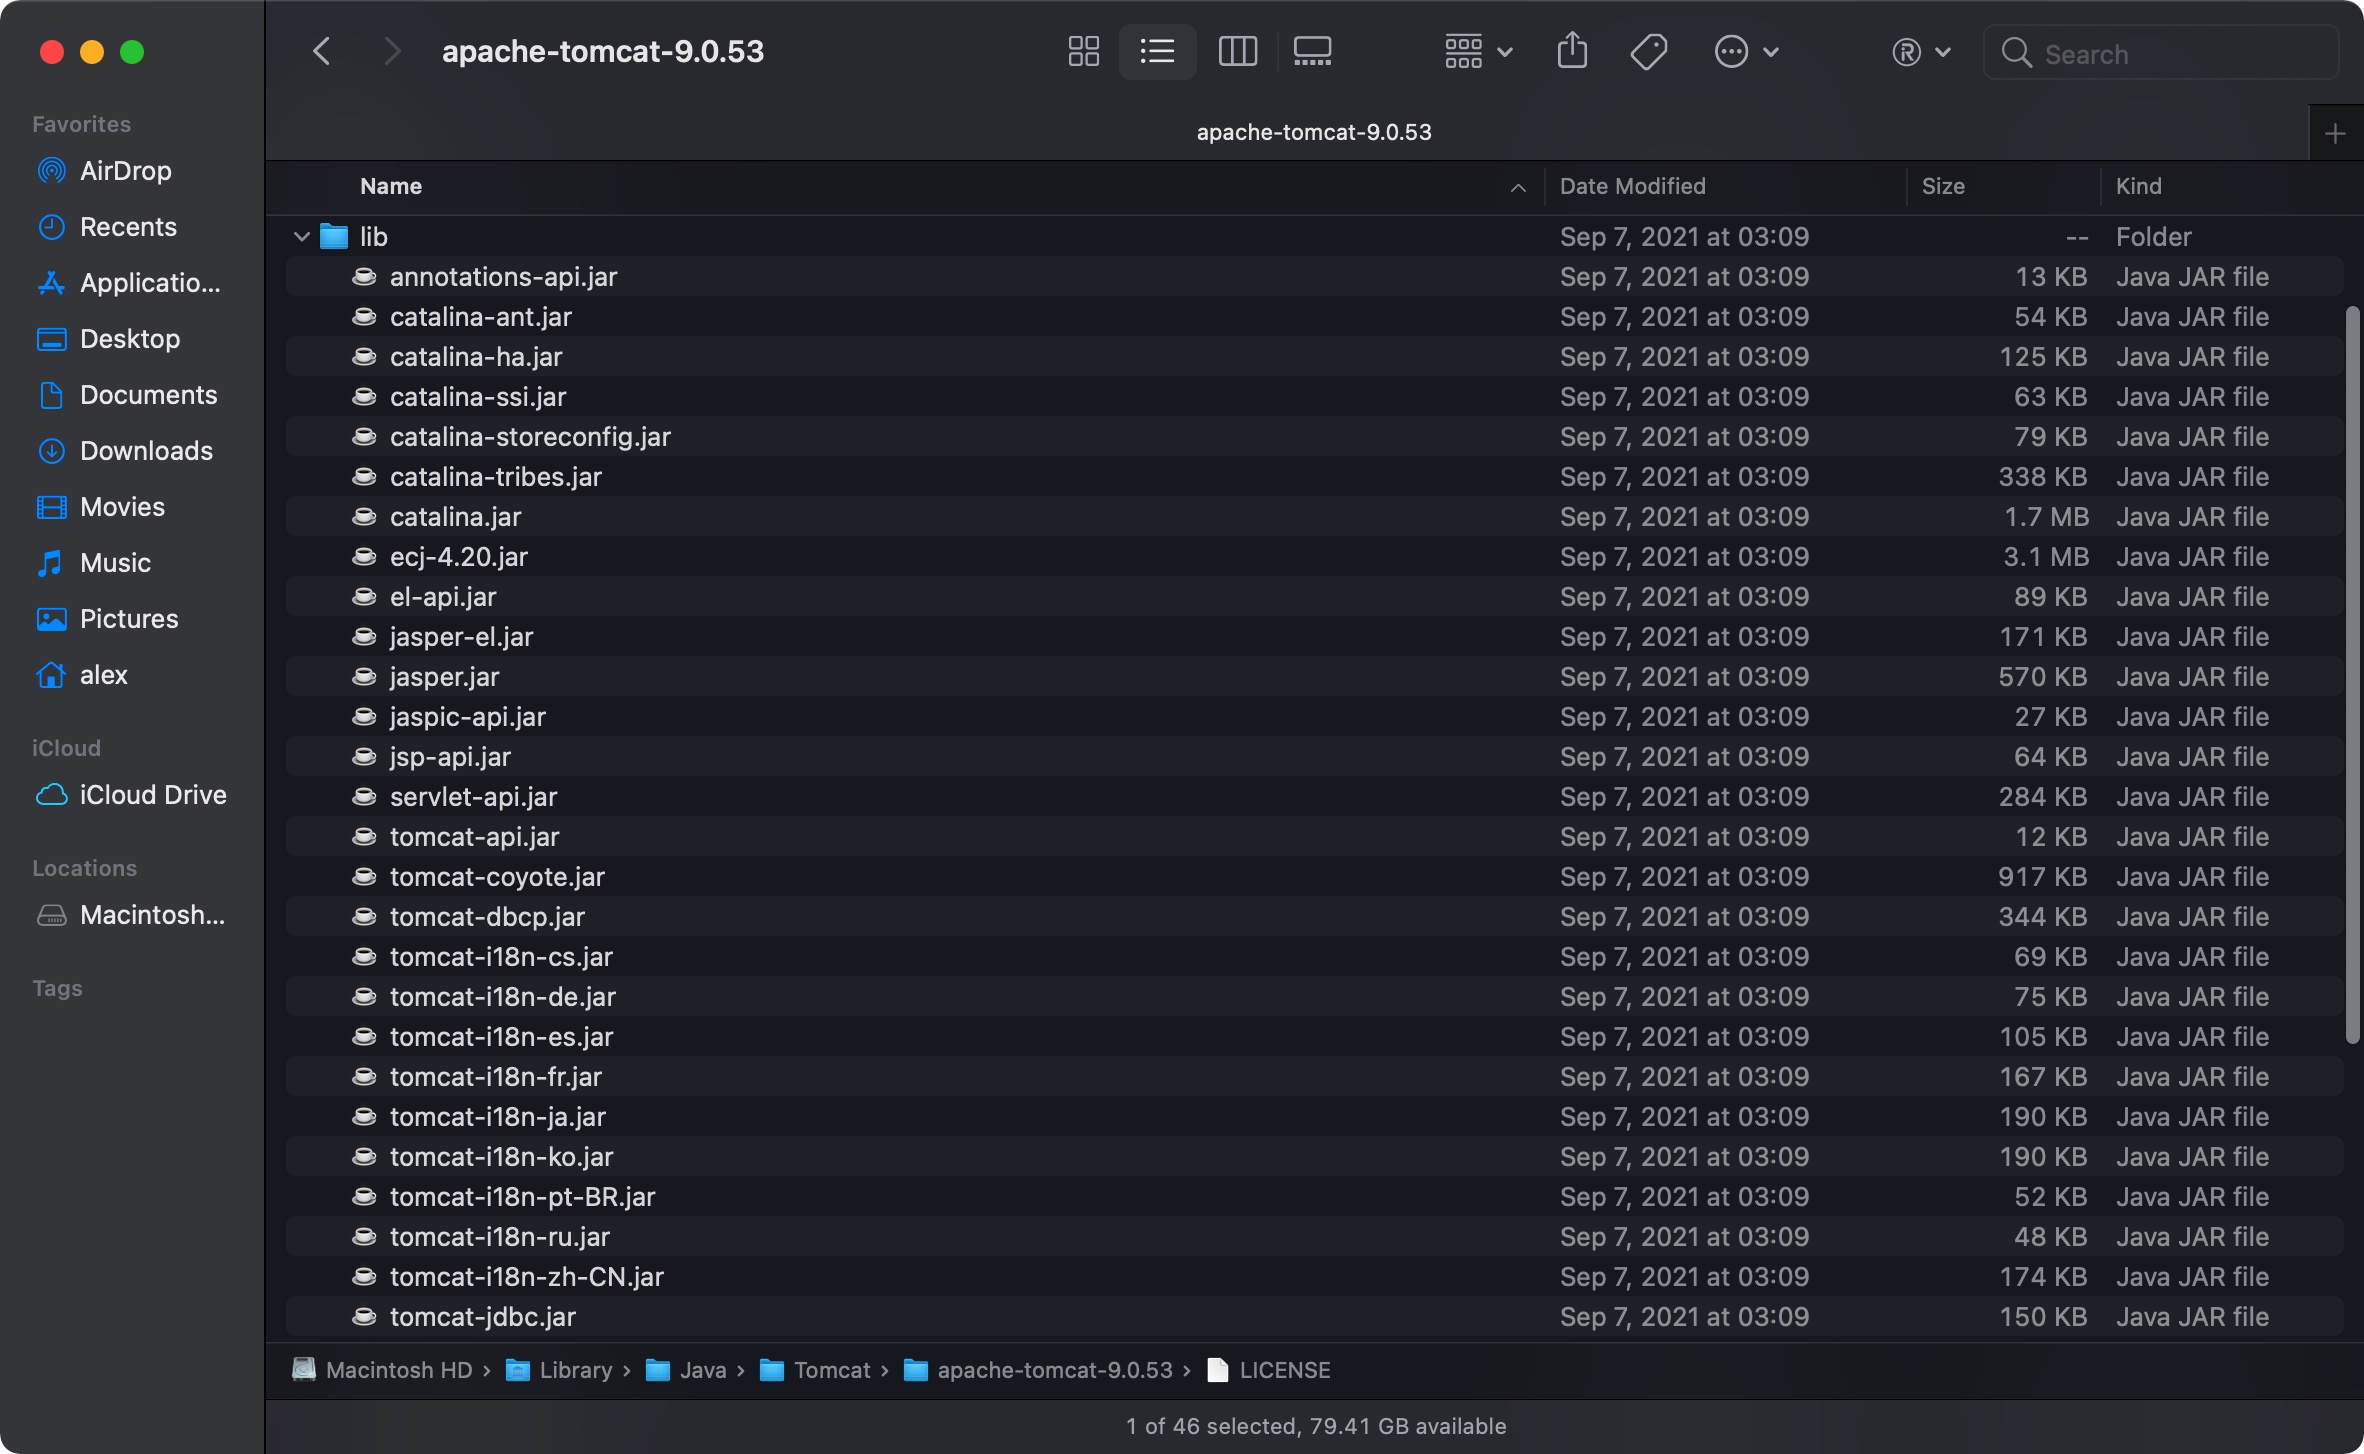 apache-tomcat-9.0.53
Search
apache-tomcat-9.0.53
Favorites
AirDrop
Recents
Applicatio...
Desktop
Documents
Downloads
Movies
Music
Pictures
alex
iCloud
iCloud Drive
Locations
Macintosh...
Tags
Name Date Modified Size Kind
lib Sep 7, 2021 at 03:09 -- Folder
annotations-api.jar Sep 7, 2021 at 03:09 13 KB Java JAR file
catalina-ant.jar Sep 7, 2021 at 03:09 54 KB Java JAR file
catalina-ha.jar Sep 7, 2021 at 03:09 125 KB Java JAR file
catalina-ssi.jar Sep 7, 2021 at 03:09 63 KB Java JAR file
catalina-storeconfig.jar Sep 7, 2021 at 03:09 79 KB Java JAR file
catalina-tribes.jar Sep 7, 2021 at 03:09 338 KB Java JAR file
catalina.jar Sep 7, 2021 at 03:09 1.7 MB Java JAR file
ecj-4.20.jar Sep 7, 2021 at 03:09 3.1 MB Java JAR file
el-api.jar Sep 7, 2021 at 03:09 89 KB Java JAR file
jasper-el.jar Sep 7, 2021 at 03:09 171 KB Java JAR file
jasper.jar Sep 7, 2021 at 03:09 570 KB Java JAR file
jaspic-api.jar Sep 7, 2021 at 03:09 27 KB Java JAR file
jsp-api.jar Sep 7, 2021 at 03:09 64 KB Java JAR file
servlet-api.jar Sep 7, 2021 at 03:09 284 KB Java JAR file
tomcat-api.jar Sep 7, 2021 at 03:09 12 KB Java JAR file
tomcat-coyote.jar Sep 7, 2021 at 03:09 917 KB Java JAR file
tomcat-dbcp.jar Sep 7, 2021 at 03:09 344 KB Java JAR file
tomcat-i18n-cs.jar Sep 7, 2021 at 03:09 69 KB Java JAR file
tomcat-i18n-de.jar Sep 7, 2021 at 03:09 75 KB Java JAR file
tomcat-i18n-es.jar Sep 7, 2021 at 03:09 105 KB Java JAR file
tomcat-i18n-fr.jar Sep 7, 2021 at 03:09 167 KB Java JAR file
tomcat-i18n-ja.jar Sep 7, 2021 at 03:09 190 KB Java JAR file
tomcat-i18n-ko.jar Sep 7, 2021 at 03:09 190 KB Java JAR file
tomcat-i18n-pt-BR.jar Sep 7, 2021 at 03:09 52 KB Java JAR file
tomcat-i18n-ru.jar Sep 7, 2021 at 03:09 48 KB Java JAR file
tomcat-i18n-zh-CN.jar Sep 7, 2021 at 03:09 174 KB Java JAR file
tomcat-jdbc.jar Sep 7, 2021 at 03:09 150 KB Java JAR file
Macintosh HD › Library › Java › Tomcat › apache-tomcat-9.0.53 › LICENSE
1 of 46 selected, 79.41 GB available